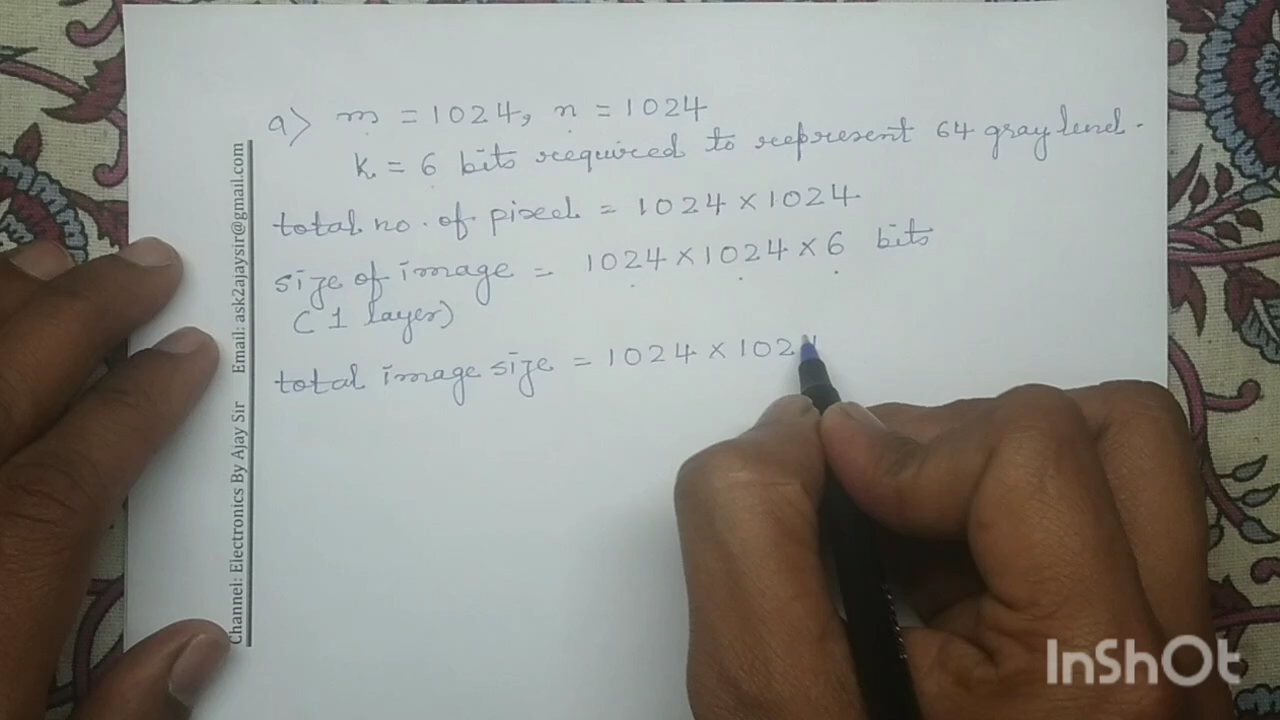 a) m = 1024, n = 1024
k = 6 bits required to represent 64 gray level.
total no. of pixel = 1024 × 1024
size of image = 1024 × 1024 × 6 bits
( 1 layer)
total image size = 1024 × 1024
Channel: Electronics By Ajay Sir Email: ask2ajaysir@gmail.com
InShOt